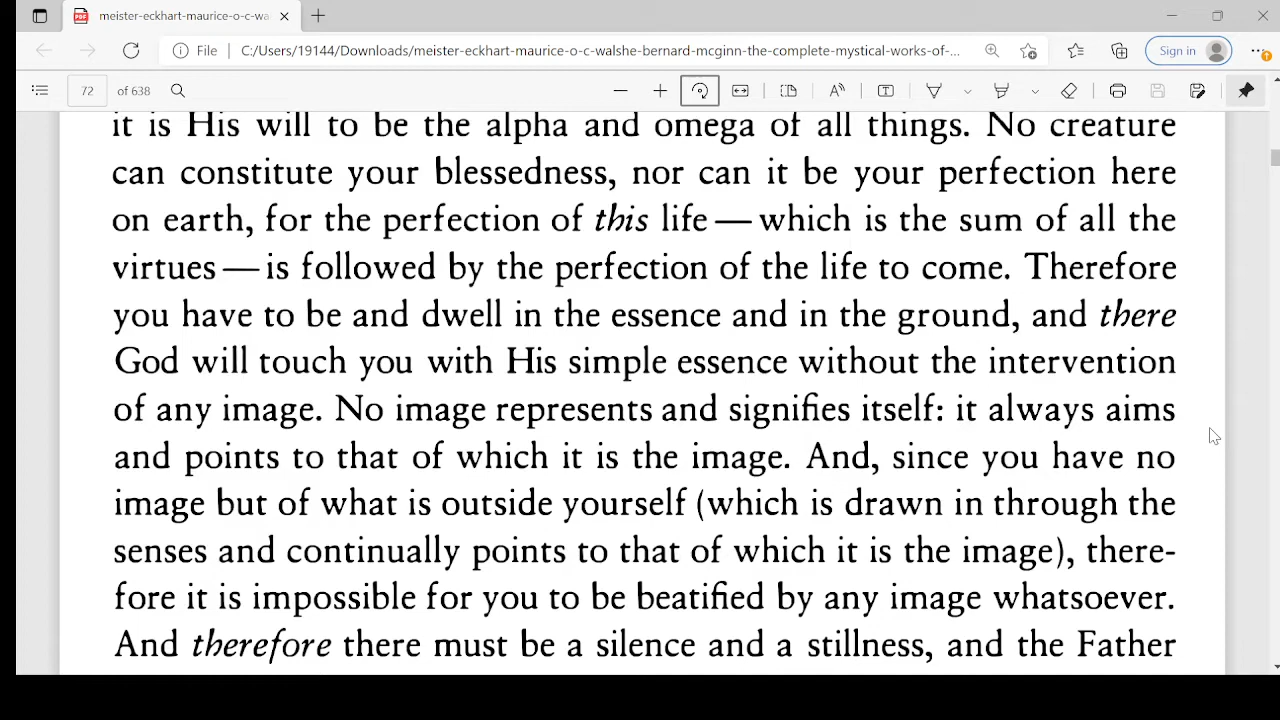 meister-eckhart-maurice-o-c-wa
File C:/Users/19144/Downloads/meister-eckhart-maurice-o-c-walshe-bernard-mcginn-the-complete-mystical-works-of-... Sign in
72 of 638
it is His will to be the alpha and omega of all things. No creature
can constitute your blessedness, nor can it be your perfection here
on earth, for the perfection of this life — which is the sum of all the
virtues — is followed by the perfection of the life to come. Therefore
you have to be and dwell in the essence and in the ground, and there
God will touch you with His simple essence without the intervention
of any image. No image represents and signifies itself: it always aims
and points to that of which it is the image. And, since you have no
image but of what is outside yourself (which is drawn in through the
senses and continually points to that of which it is the image), there-
fore it is impossible for you to be beatified by any image whatsoever.
And therefore there must be a silence and a stillness, and the Father